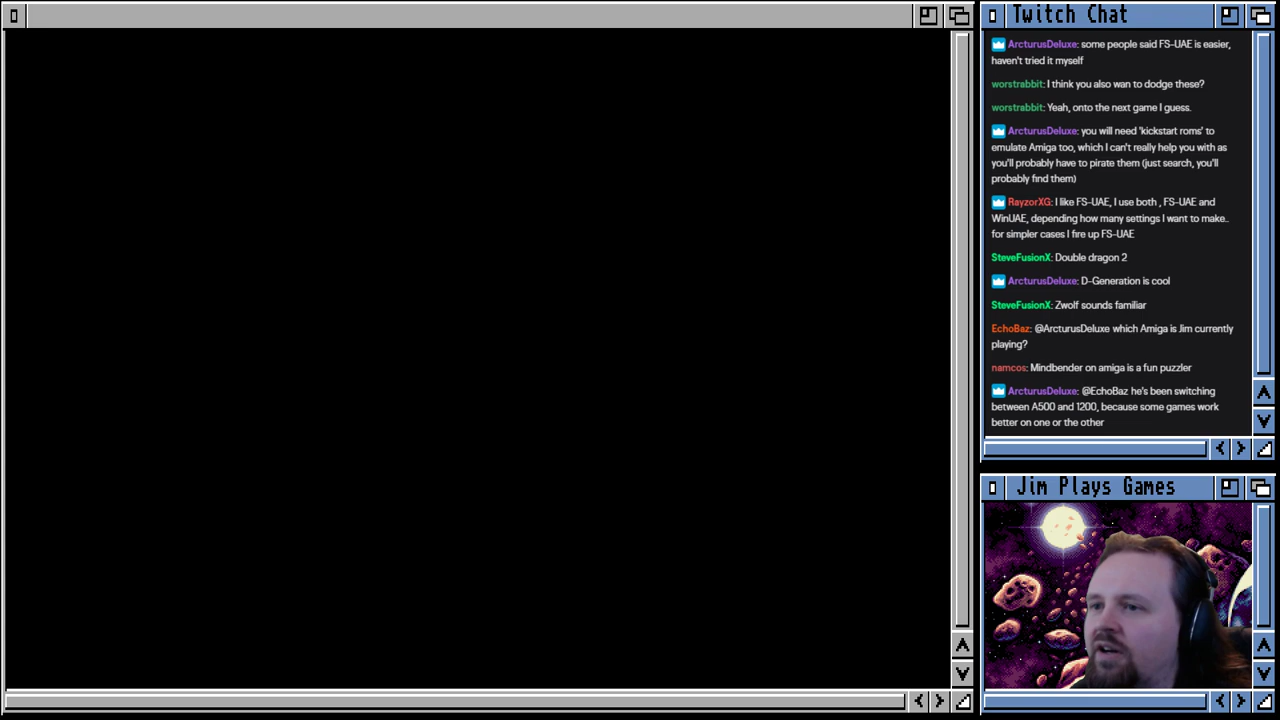 Twitch Chat
ArcturusDeluxe: some people said FS-UAE is easier,
haven't tried it myself
worstrabbit: I think you also wan to dodge these?
worstrabbit: Yeah, onto the next game I guess.
ArcturusDeluxe: you will need 'kickstart roms' to
emulate Amiga too, which I can't really help you with as
you'll probably have to pirate them (just search, you'll
probably find them)
RayzorXG: I like FS-UAE, I use both , FS-UAE and
WinUAE, depending how many settings I want to make..
for simpler cases I fire up FS-UAE
SteveFusionX: Double dragon 2
ArcturusDeluxe: D-Generation is cool
SteveFusionX: Zwolf sounds familiar
EchoBaz: @ArcturusDeluxe which Amiga is Jim currently
playing?
namcos: Mindbender on amiga is a fun puzzler
ArcturusDeluxe: @EchoBaz he's been switching
between A500 and 1200, because some games work
better on one or the other
Jim Plays Games